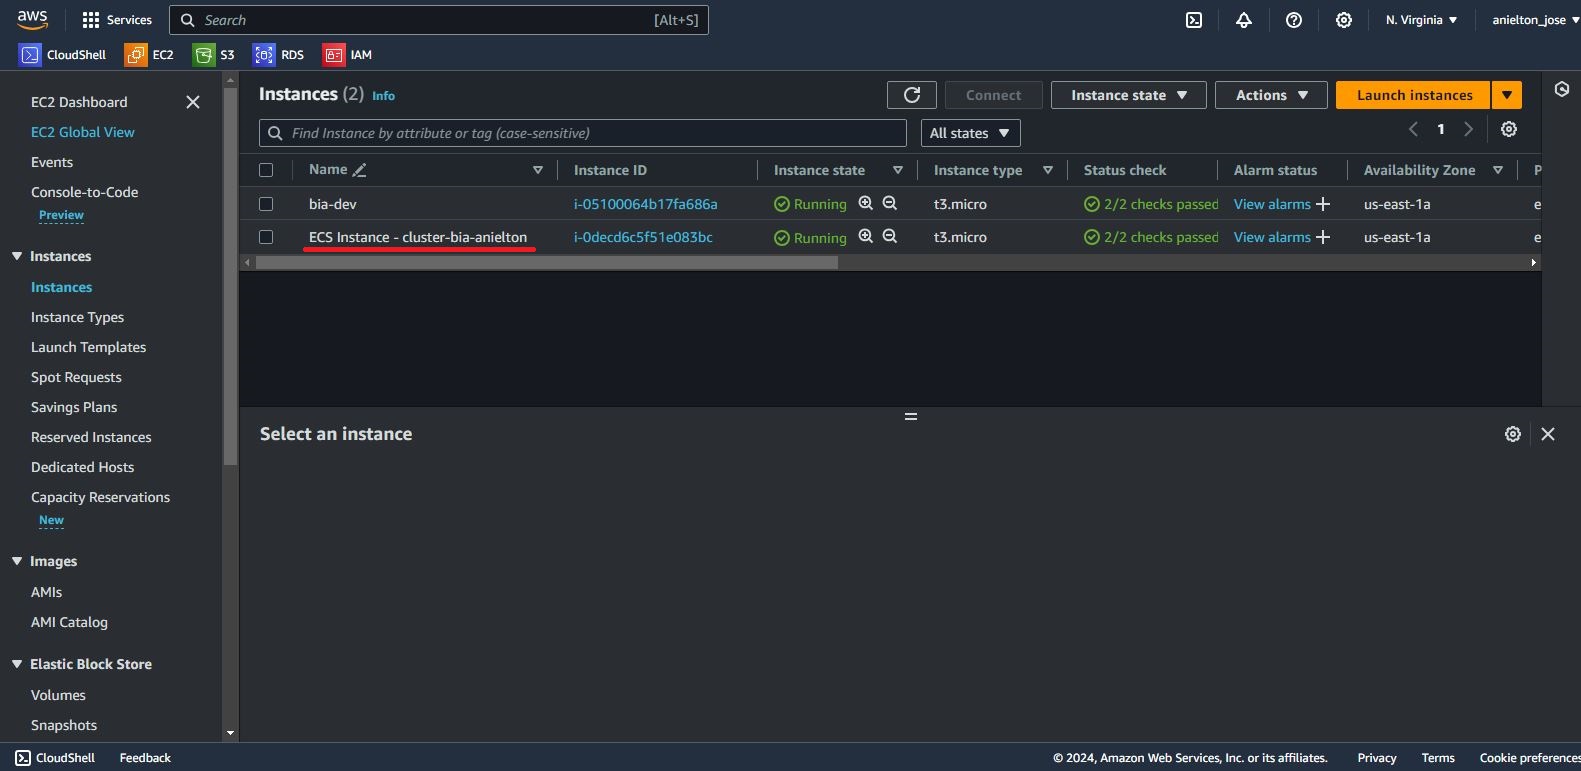 aws Services Search [Alt+S] N. Virginia anielton_jose
CloudShell EC2 S3 RDS IAM
EC2 Dashboard
EC2 Global View
Events
Console-to-Code
Preview
Instances
Instances
Instance Types
Launch Templates
Spot Requests
Savings Plans
Reserved Instances
Dedicated Hosts
Capacity Reservations
New
Images
AMIs
AMI Catalog
Elastic Block Store
Volumes
Snapshots
Instances (2) Info Connect Instance state Actions Launch instances
Find Instance by attribute or tag (case-sensitive) All states 1
Name Instance ID Instance state Instance type Status check Alarm status Availability Zone P
bia-dev i-05100064b17fa686a Running t3.micro 2/2 checks passed View alarms us-east-1a e
ECS Instance - cluster-bia-anielton i-0decd6c5f51e083bc Running t3.micro 2/2 checks passed View alarms us-east-1a e
Select an instance
CloudShell Feedback © 2024, Amazon Web Services, Inc. or its affiliates. Privacy Terms Cookie preferences